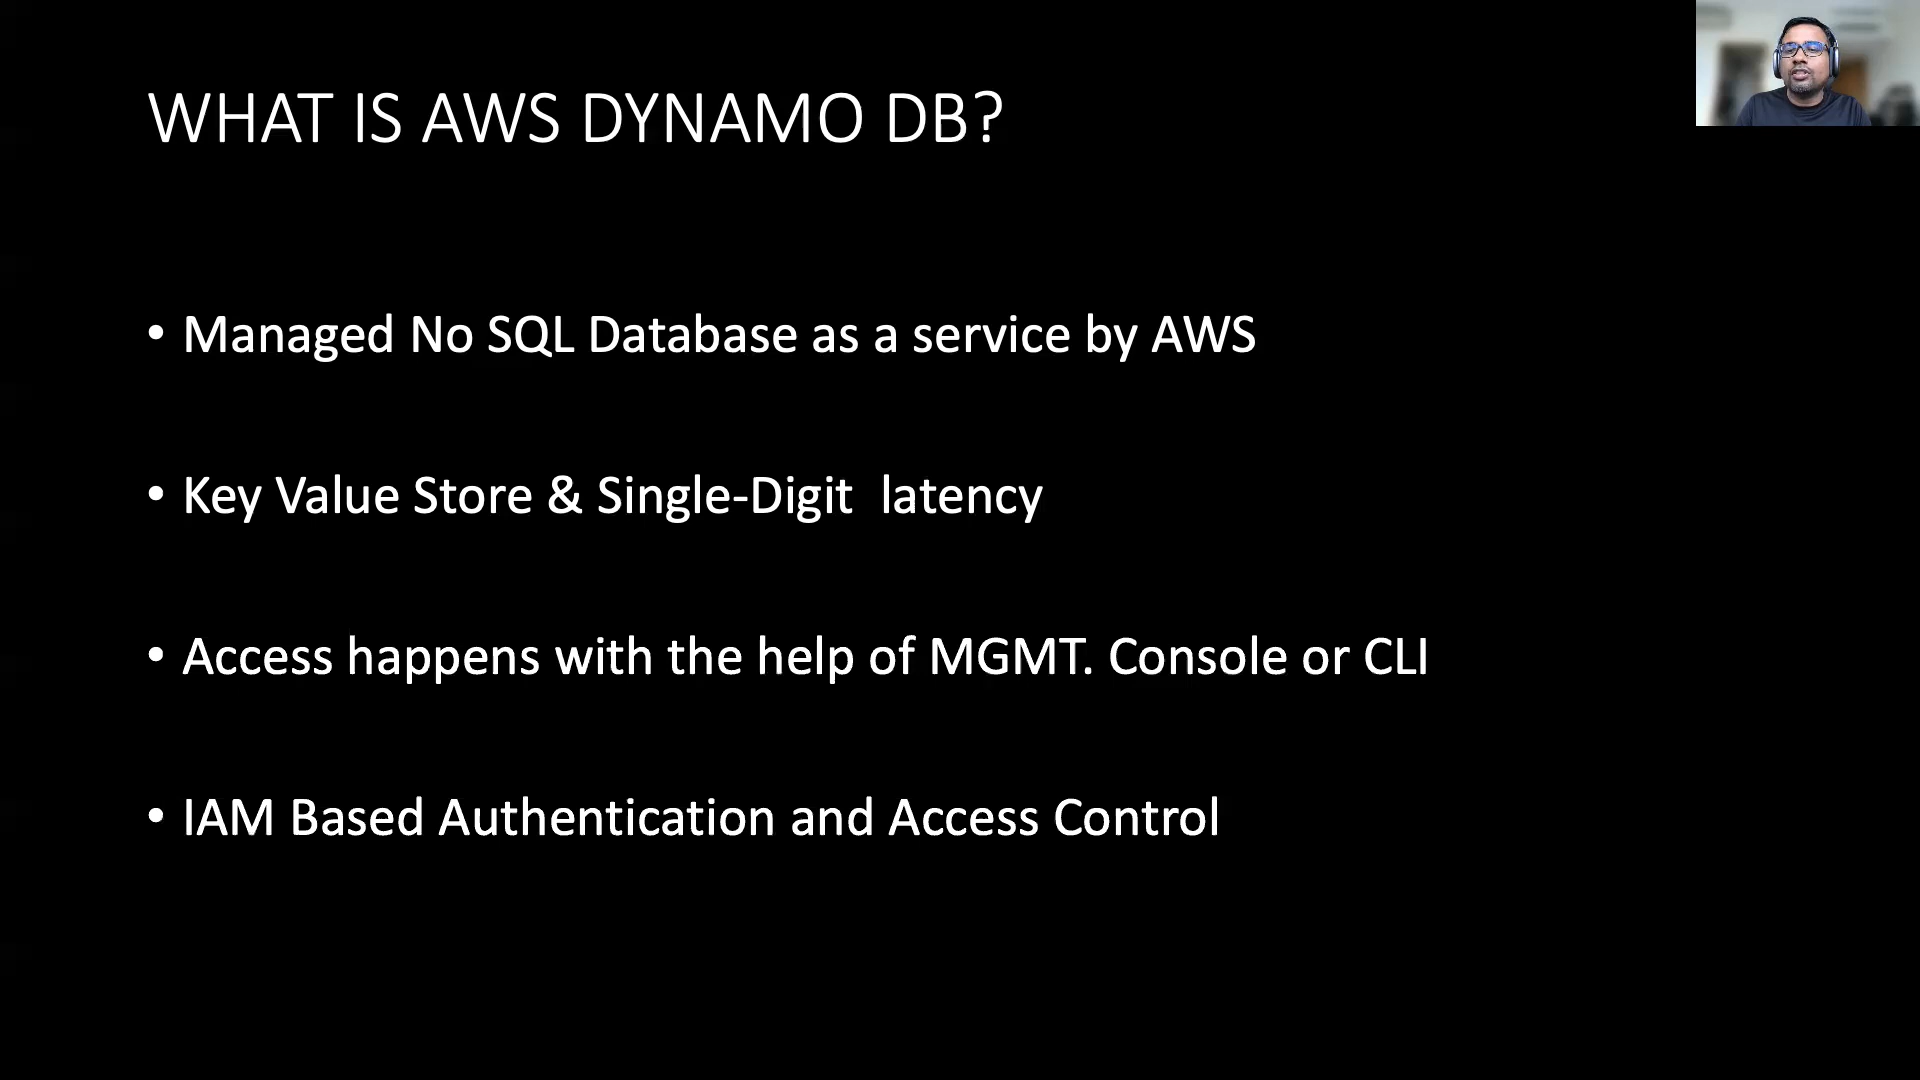 WHAT IS AWS DYNAMO DB?
• Managed No SQL Database as a service by AWS
• Key Value Store & Single-Digit  latency
• Access happens with the help of MGMT. Console or CLI
• IAM Based Authentication and Access Control